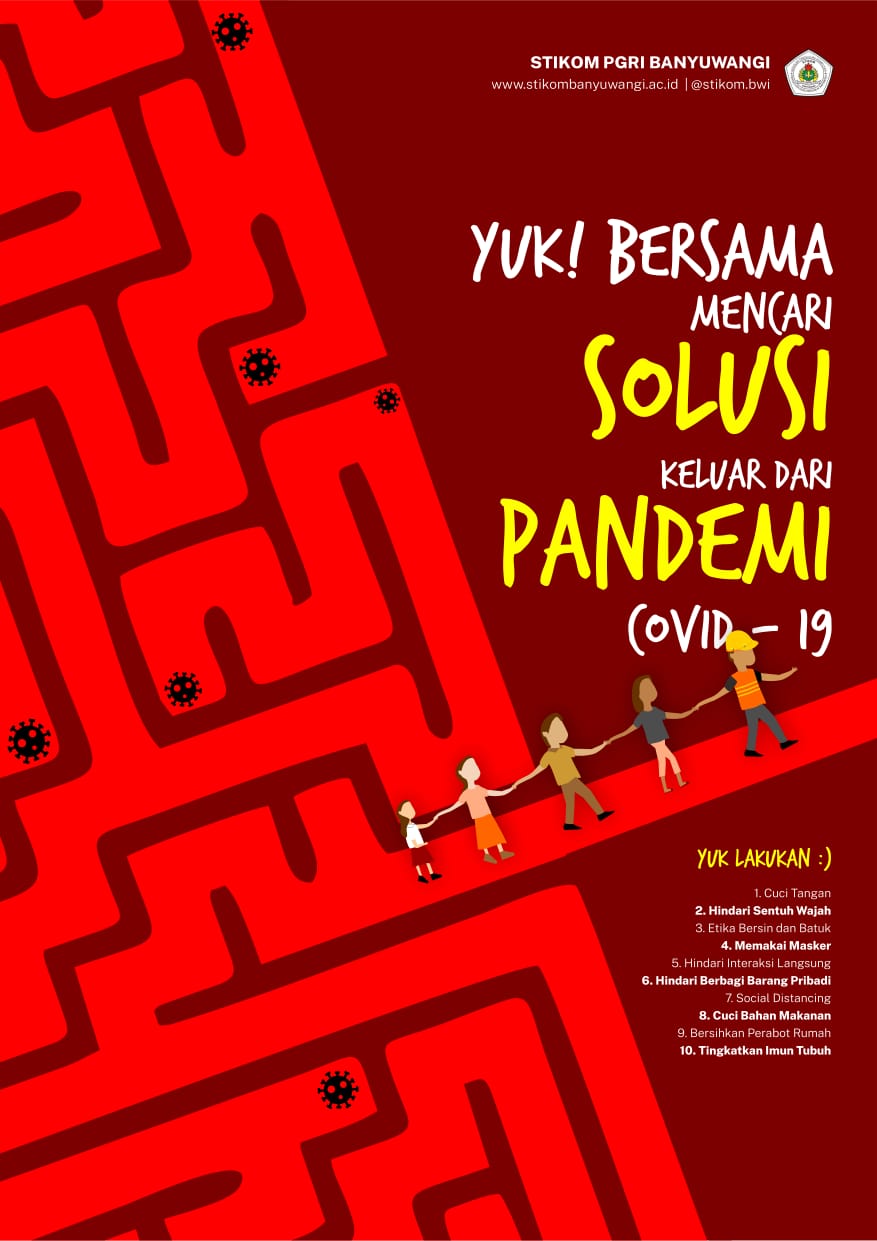 STIKOM PGRI BANYUWANGI
www.stikombanyuwangi.ac.id | @stikom.bwi
YUK! BERSAMA
MENCARI
SOLUSI
KELUAR DARI
PANDEMI
COVID - 19
YUK LAKUKAN :)
1. Cuci Tangan
2. Hindari Sentuh Wajah
3. Etika Bersin dan Batuk
4. Memakai Masker
5. Hindari Interaksi Langsung
6. Hindari Berbagi Barang Pribadi
7. Social Distancing
8. Cuci Bahan Makanan
9. Bersihkan Perabot Rumah
10. Tingkatkan Imun Tubuh